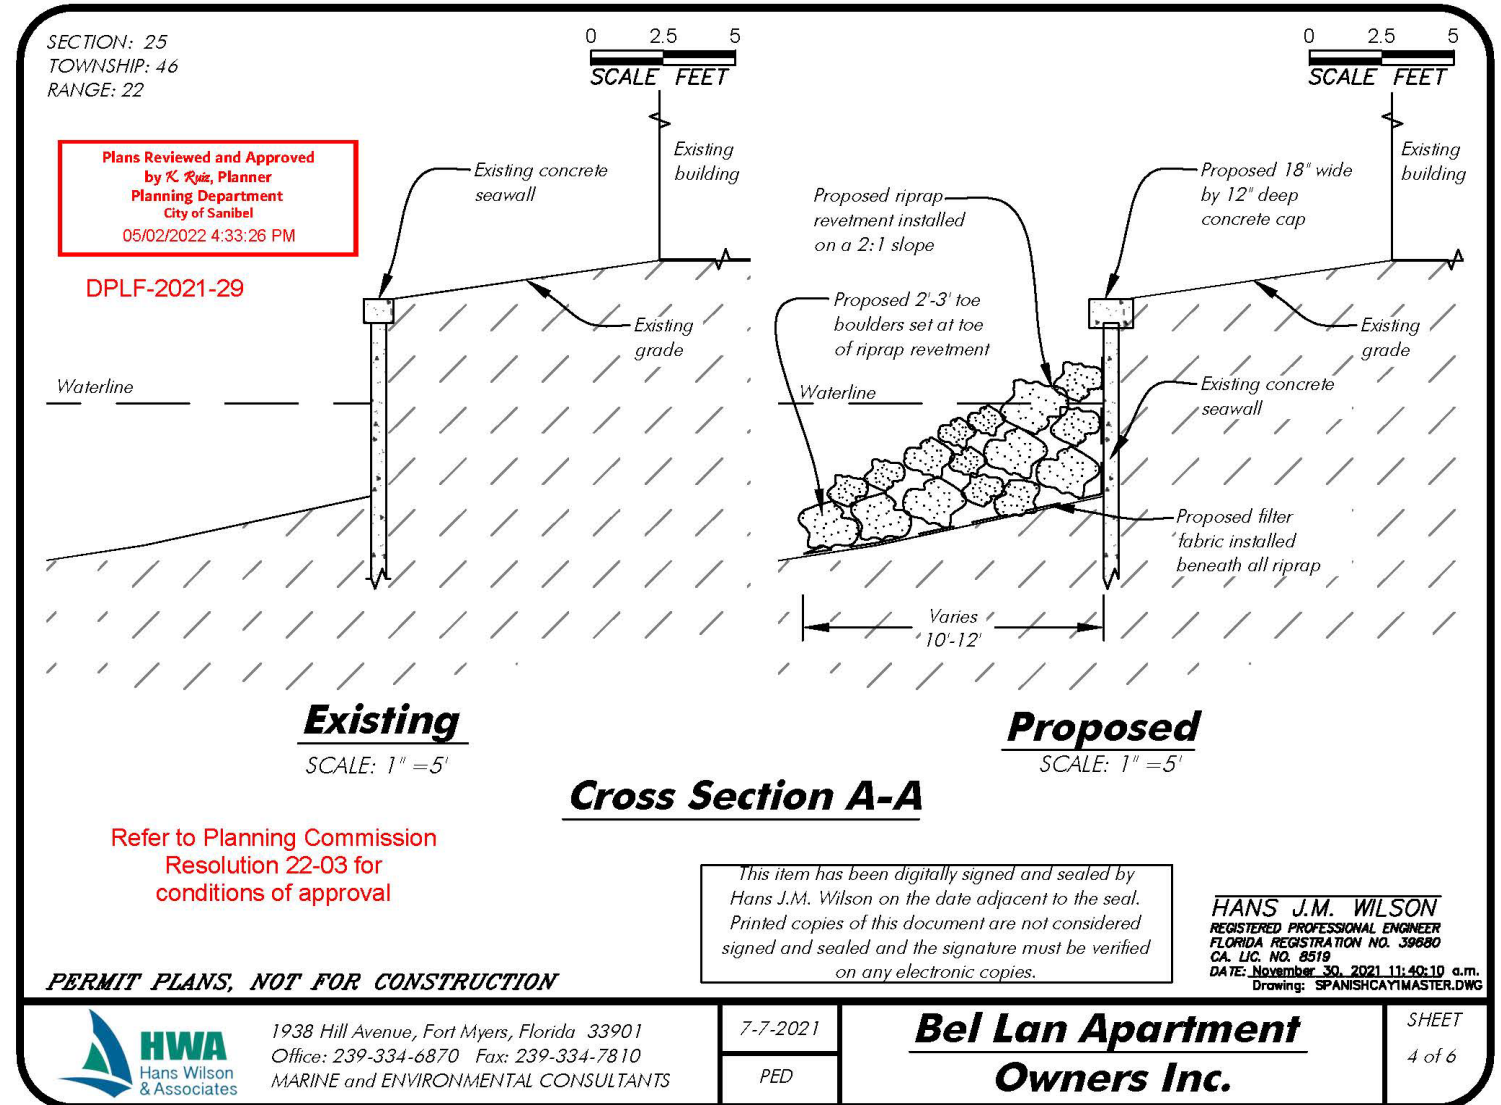 SECTION: 25
TOWNSHIP: 46
RANGE: 22
0 2.5 5
SCALE FEET
0 2.5 5
SCALE FEET
Plans Reviewed and Approved
by K. Ruiz, Planner
Planning Department
City of Sanibel
05/02/2022 4:33:26 PM
DPLF-2021-29
Existing concrete
seawall
Existing
building
Existing
grade
Waterline
Proposed riprap
revetment installed
on a 2:1 slope
Proposed 2'-3' toe
boulders set at toe
of riprap revetment
Waterline
Proposed 18" wide
by 12" deep
concrete cap
Existing
building
Existing
grade
Existing concrete
seawall
Proposed filter
fabric installed
beneath all riprap
Varies
10'-12'
Existing
SCALE: 1" =5'
Proposed
SCALE: 1" =5'
Cross Section A-A
Refer to Planning Commission
Resolution 22-03 for
conditions of approval
This item has been digitally signed and sealed by
Hans J.M. Wilson on the date adjacent to the seal.
Printed copies of this document are not considered
signed and sealed and the signature must be verified
on any electronic copies.
HANS J.M. WILSON
REGISTERED PROFESSIONAL ENGINEER
FLORIDA REGISTRATION NO. 39680
CA. LIC. NO. 8519
DATE: November 30, 2021 11:40:10 a.m.
Drawing: SPANISHCAY1MASTER.DWG
PERMIT PLANS, NOT FOR CONSTRUCTION
HWA
Hans Wilson
& Associates
1938 Hill Avenue, Fort Myers, Florida 33901
Office: 239-334-6870 Fax: 239-334-7810
MARINE and ENVIRONMENTAL CONSULTANTS
7-7-2021
PED
Bel Lan Apartment
Owners Inc.
SHEET
4 of 6